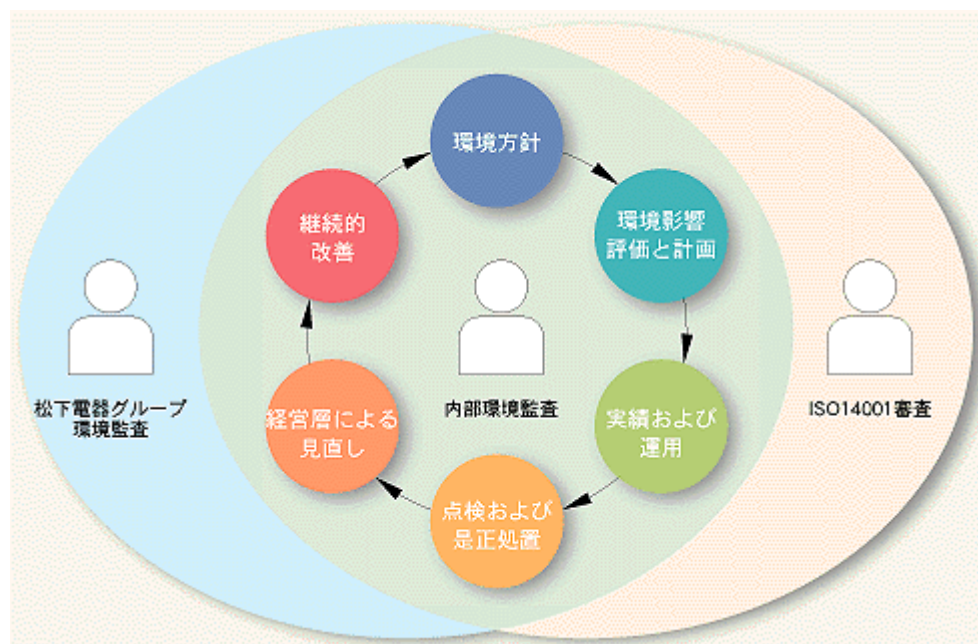 環境方針
環境影響
評価と計画
実績および
運用
点検および
是正処置
経営層による
見直し
継続的
改善
松下電器グループ
環境監査
内部環境監査
ISO14001審査